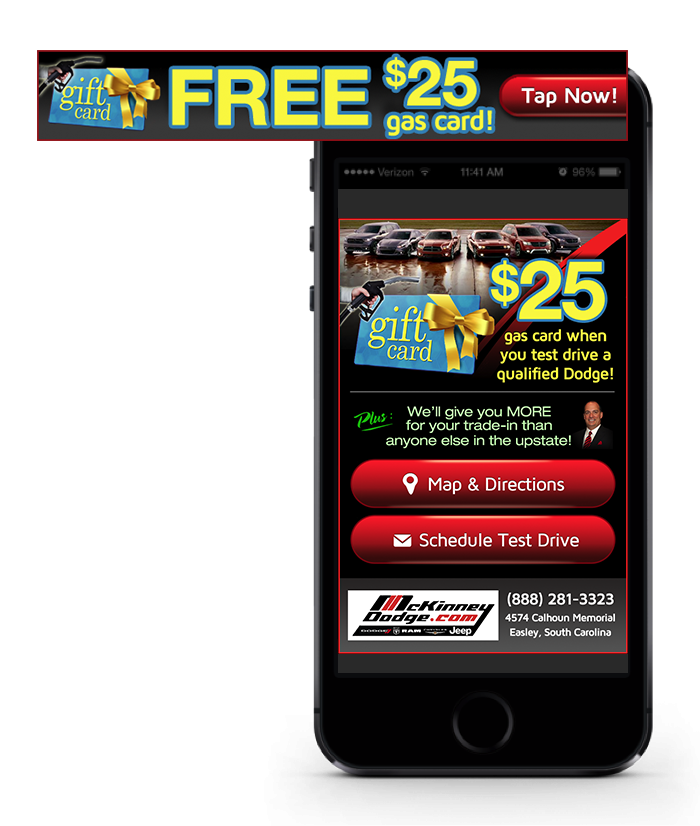 gift
card
FREE
$25
gas card!
Tap Now!
Verizon
11:41 AM
96%
gift
card
$25
gas card when
you test drive a
qualified Dodge!
Plus:
We'll give you MORE
for your trade-in than
anyone else in the upstate!
Map & Directions
Schedule Test Drive
McKinney
Dodge.com
DODGE RAM CHRYSLER Jeep
(888) 281-3323
4574 Calhoun Memorial
Easley, South Carolina